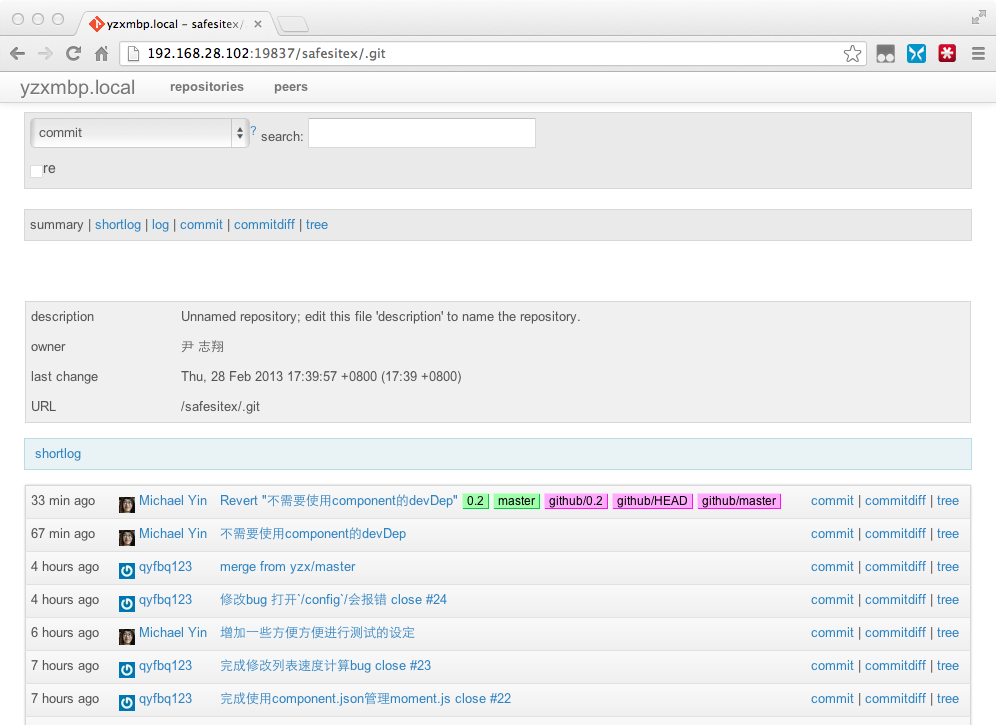 yzxmbp.local – safesitex/.
192.168.28.102:19837/safesitex/.git
yzxmbp.local repositories peers
commit ? search:
re
summary | shortlog | log | commit | commitdiff | tree
description Unnamed repository; edit this file 'description' to name the repository.
owner 尹 志翔
last change Thu, 28 Feb 2013 17:39:57 +0800 (17:39 +0800)
URL /safesitex/.git
shortlog
33 min ago Michael Yin Revert "不需要使用component的devDep" 0.2 master github/0.2 github/HEAD github/master commit | commitdiff | tree
67 min ago Michael Yin 不需要使用component的devDep commit | commitdiff | tree
4 hours ago qyfbq123 merge from yzx/master commit | commitdiff | tree
4 hours ago qyfbq123 修改bug 打开`/config`/会报错 close #24 commit | commitdiff | tree
6 hours ago Michael Yin 增加一些方便方便进行测试的设定 commit | commitdiff | tree
7 hours ago qyfbq123 完成修改列表速度计算bug close #23 commit | commitdiff | tree
7 hours ago qyfbq123 完成使用component.json管理moment.js close #22 commit | commitdiff | tree